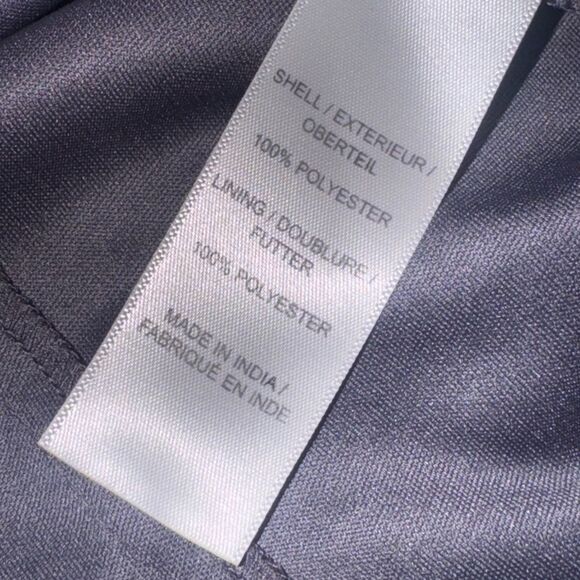 SHELL / EXTERIEUR /
OBERTEIL
100% POLYESTER
LINING / DOUBLURE /
FUTTER
100% POLYESTER
MADE IN INDIA /
FABRIQUÉ EN INDE